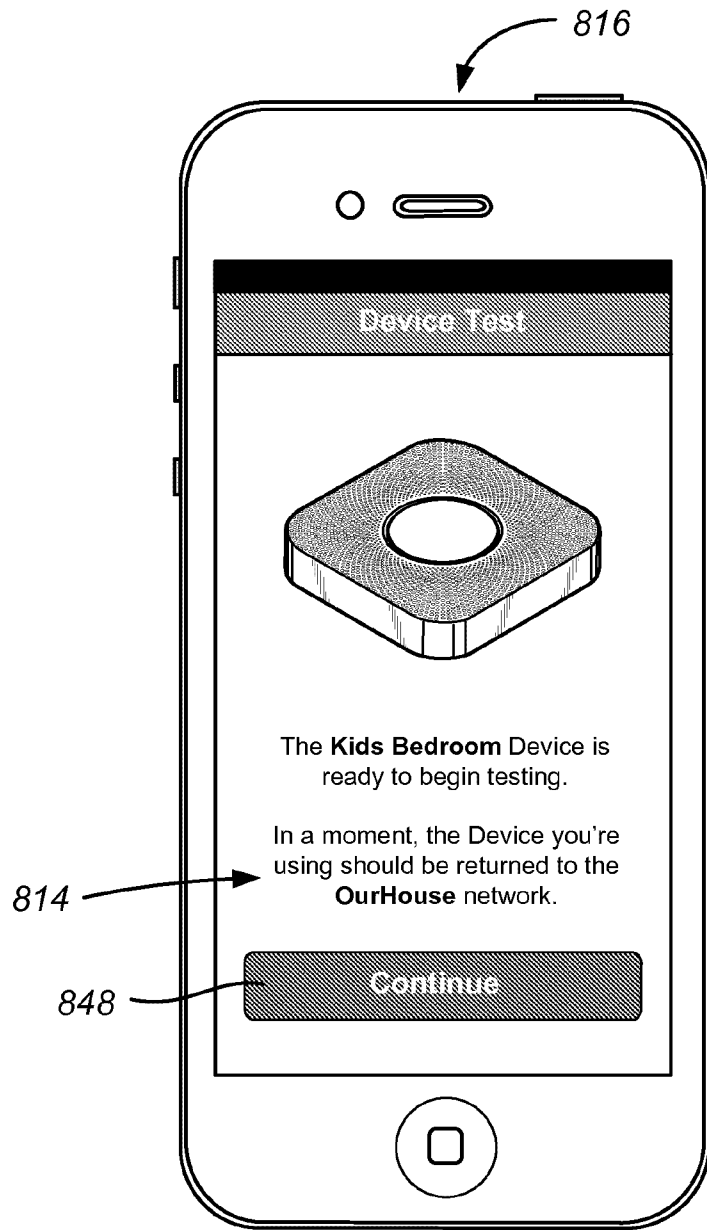 816
Device Test
The Kids Bedroom Device is
ready to begin testing.
In a moment, the Device you're
using should be returned to the
OurHouse network.
814
Continue
848